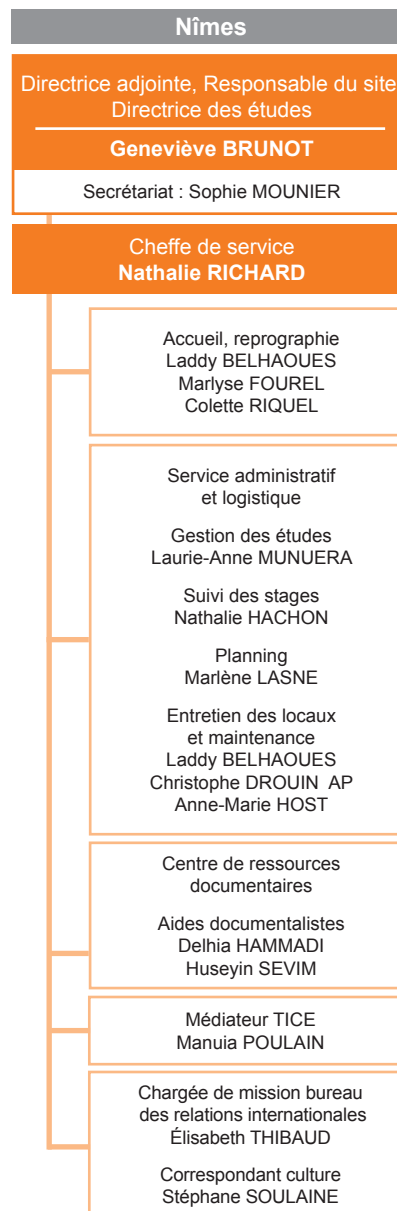 Nîmes
Directrice adjointe, Responsable du site
Directrice des études
Geneviève BRUNOT
Secrétariat : Sophie MOUNIER
Cheffe de service
Nathalie RICHARD
Accueil, reprographie
Laddy BELHAOUES
Marlyse FOUREL
Colette RIQUEL
Service administratif
et logistique
Gestion des études
Laurie-Anne MUNUERA
Suivi des stages
Nathalie HACHON
Planning
Marlène LASNE
Entretien des locaux
et maintenance
Laddy BELHAOUES
Christophe DROUIN AP
Anne-Marie HOST
Centre de ressources
documentaires
Aides documentalistes
Delhia HAMMADI
Huseyin SEVIM
Médiateur TICE
Manuia POULAIN
Chargée de mission bureau
des relations internationales
Élisabeth THIBAUD
Correspondant culture
Stéphane SOULAINE